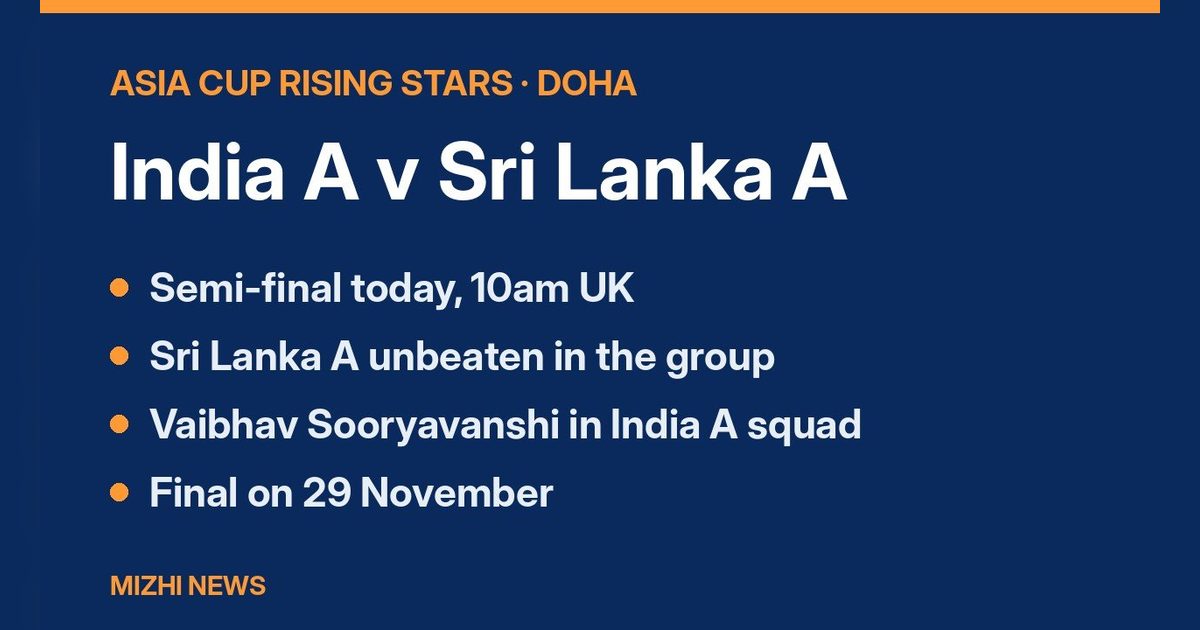 ASIA CUP RISING STARS · DOHA
India A v Sri Lanka A
Semi-final today, 10am UK
Sri Lanka A unbeaten in the group
Vaibhav Sooryavanshi in India A squad
Final on 29 November
MIZHI NEWS